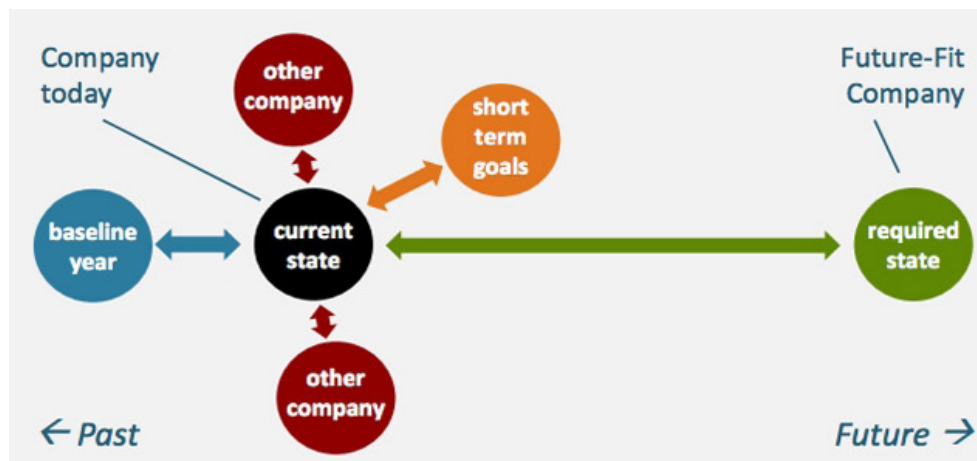 Company
today
other
company
short
term
goals
Future-Fit
Company
baseline
year
current
state
required
state
other
company
← Past
Future →